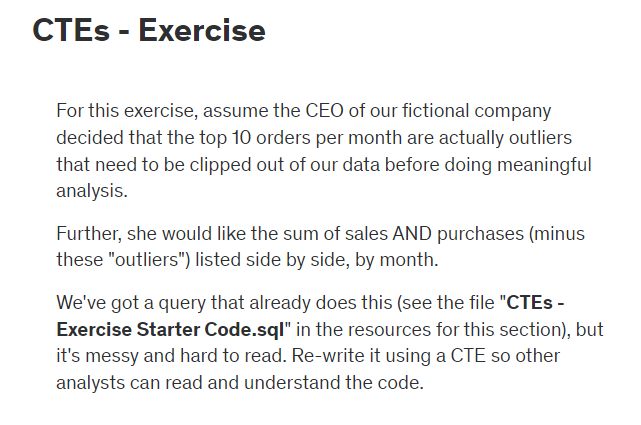 CTEs - Exercise
For this exercise, assume the CEO of our fictional company
decided that the top 10 orders per month are actually outliers
that need to be clipped out of our data before doing meaningful
analysis.
Further, she would like the sum of sales AND purchases (minus
these "outliers") listed side by side, by month.
We've got a query that already does this (see the file "CTEs -
Exercise Starter Code.sql" in the resources for this section), but
it's messy and hard to read. Re-write it using a CTE so other
analysts can read and understand the code.